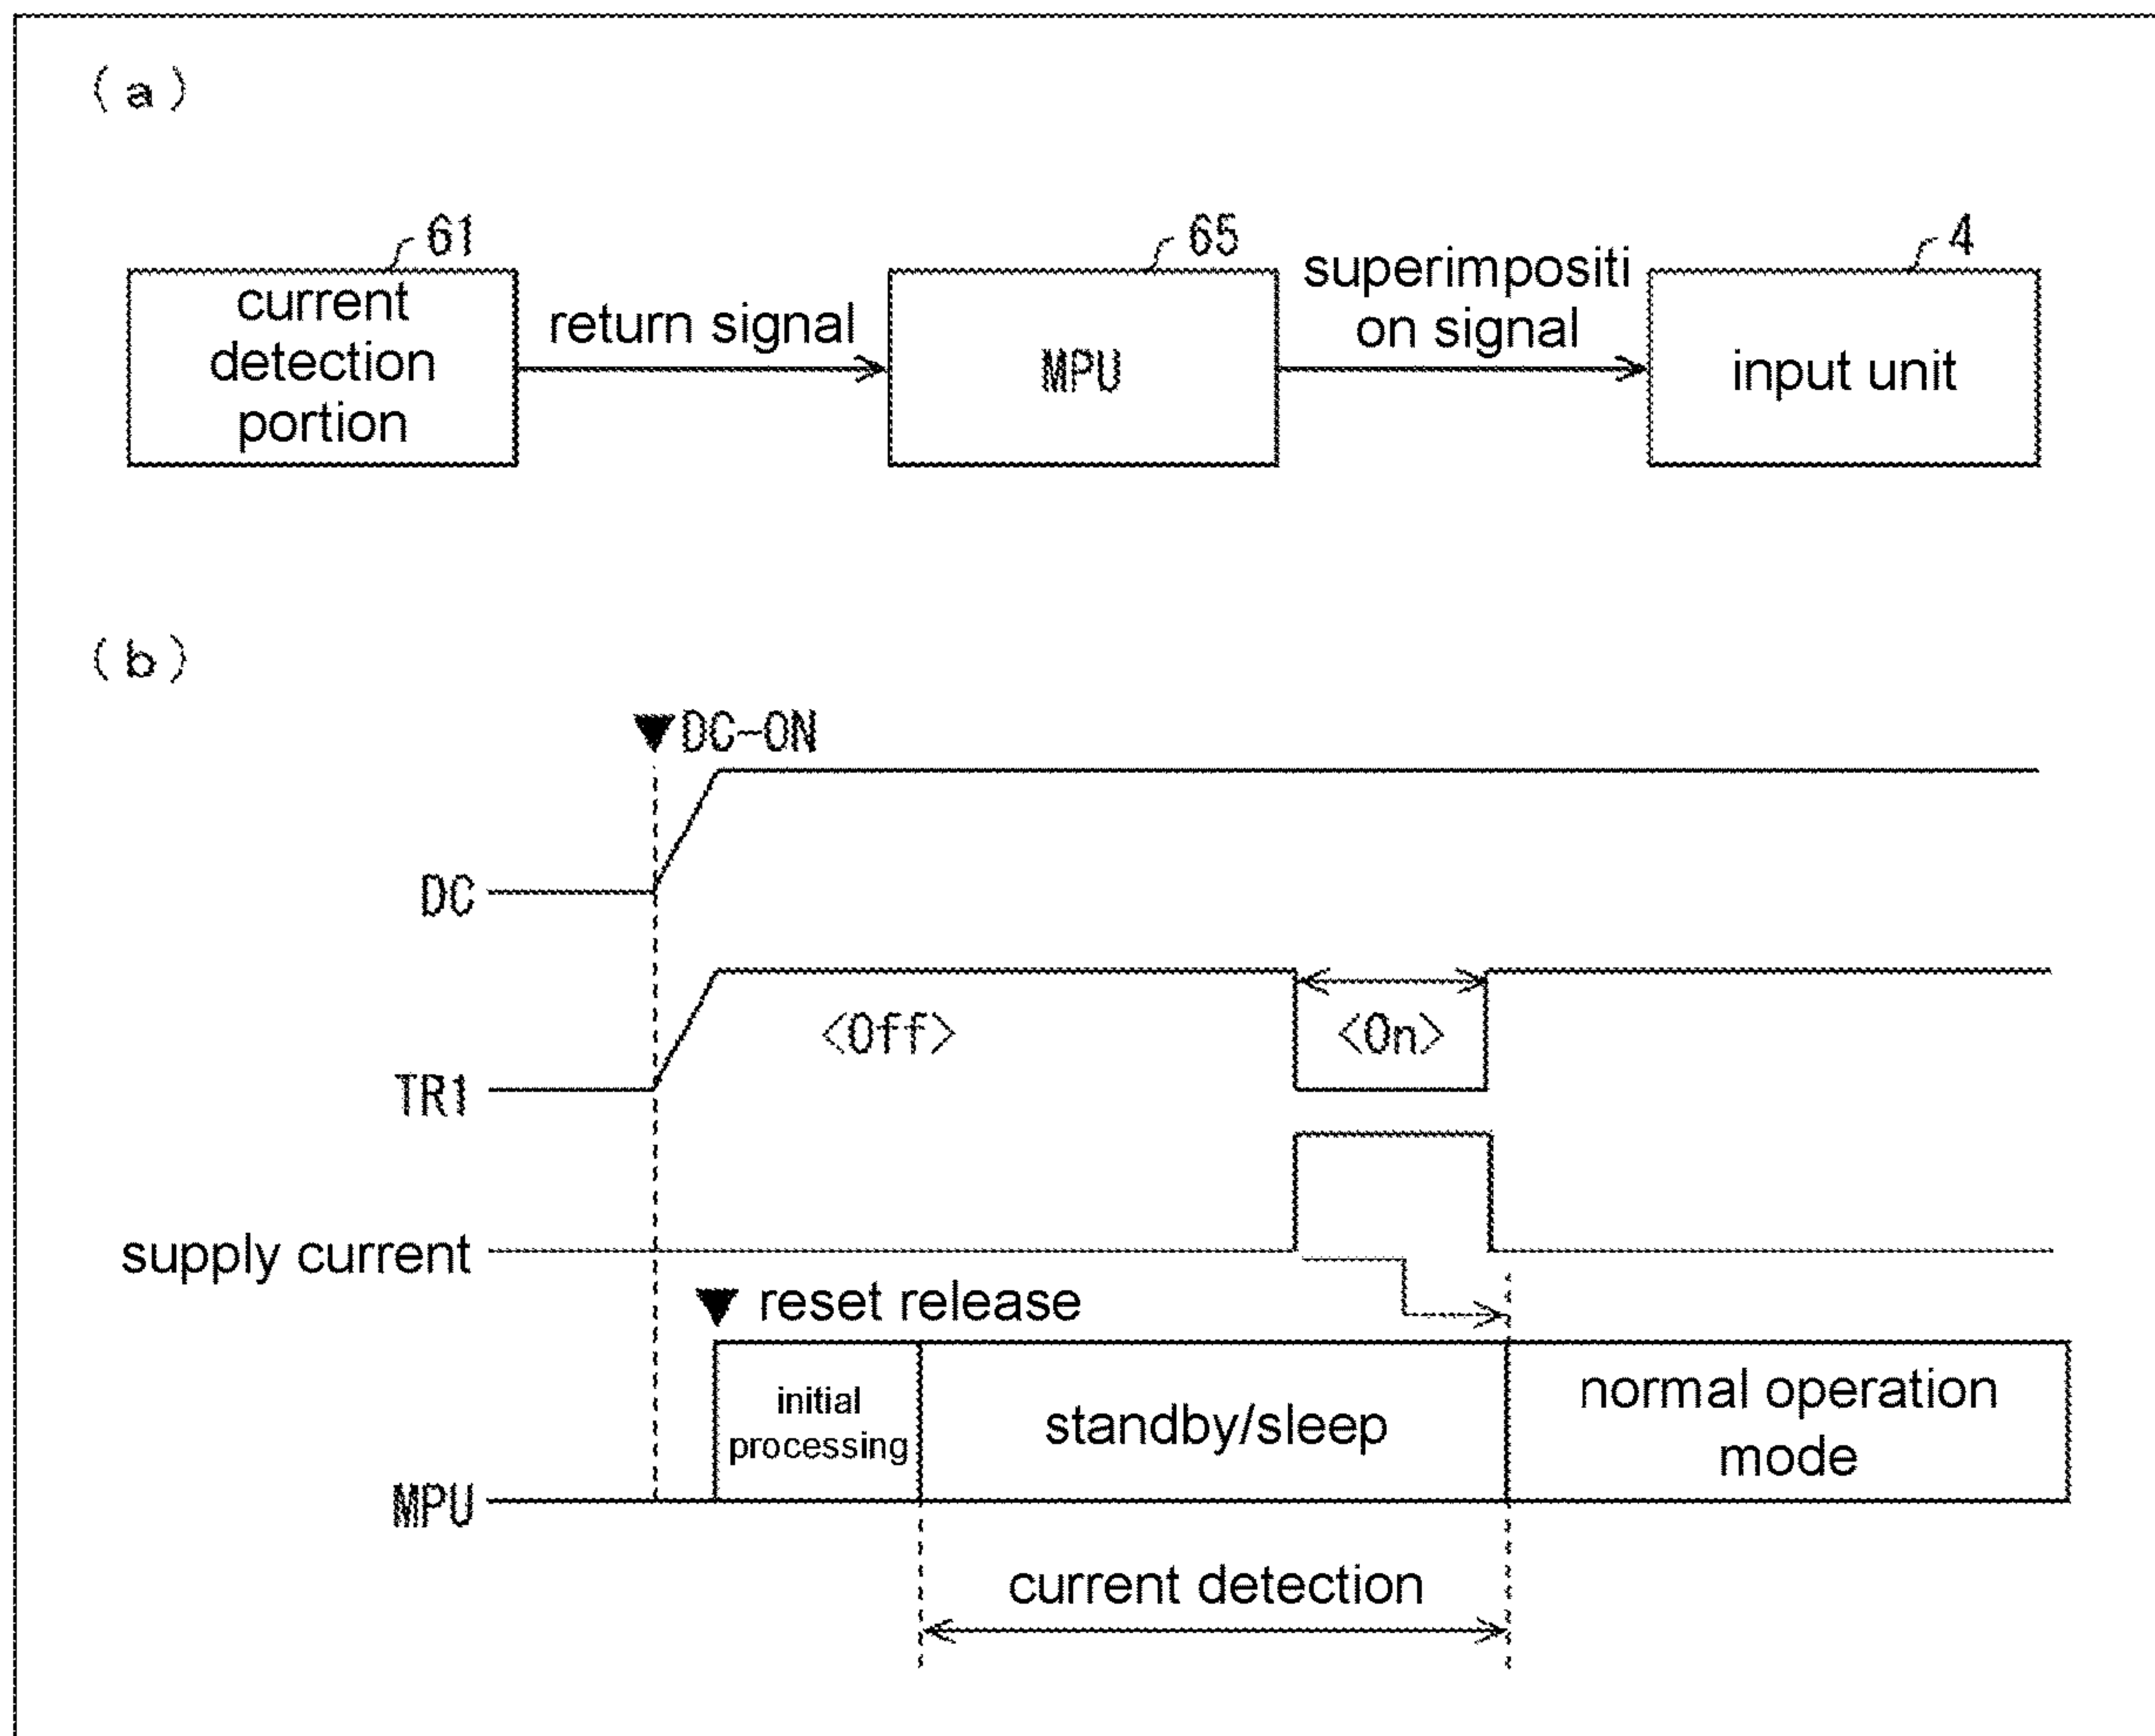 (a)
61
65
4
current
detection
portion
return signal
MPU
superimpositi
on signal
input unit
(b)
▼DC-ON
DC
<Off>
<On>
TR1
supply current
▼ reset release
initial
processing
standby/sleep
normal operation
mode
MPU
current detection